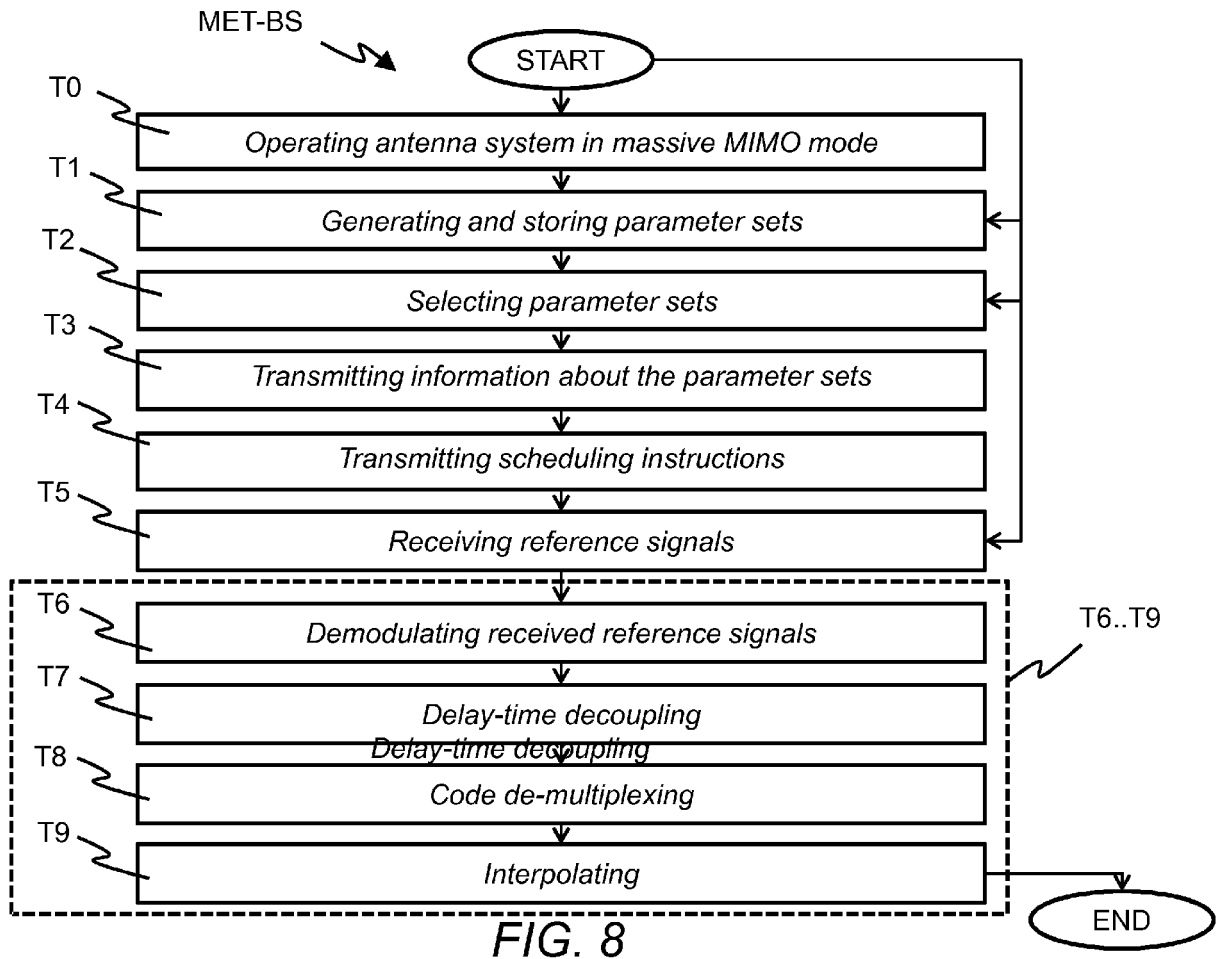 MET-BS
START
T0
Operating antenna system in massive MIMO mode
T1
Generating and storing parameter sets
T2
Selecting parameter sets
T3
Transmitting information about the parameter sets
T4
Transmitting scheduling instructions
T5
Receiving reference signals
T6
Demodulating received reference signals
T6..T9
T7
Delay-time decoupling
Delay-time decoupling
T8
Code de-multiplexing
T9
Interpolating
END
FIG. 8